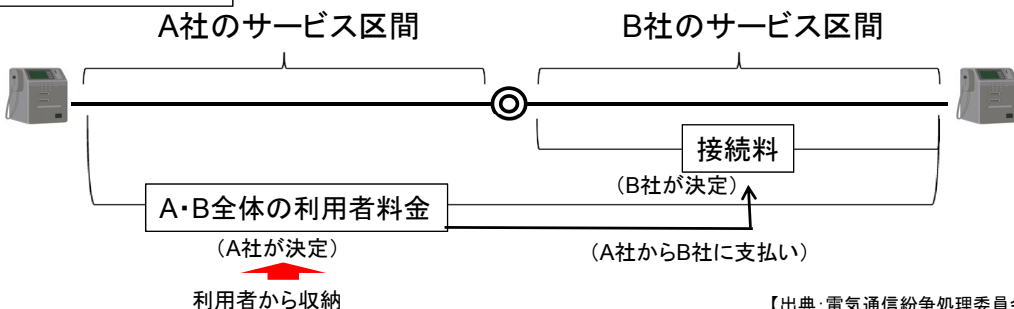 A社のサービス区間
B社のサービス区間
接続料
(B社が決定)
A・B全体の利用者料金
(A社が決定)
(A社からB社に支払い)
利用者から収納
【出典:電気通信紛争処理委員会